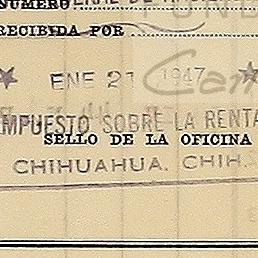 NUMERO
RECIBIDA POR
ENE 21 1947
IMPUESTO SOBRE LA RENTA
SELLO DE LA OFICINA
CHIHUAHUA, CHIH.